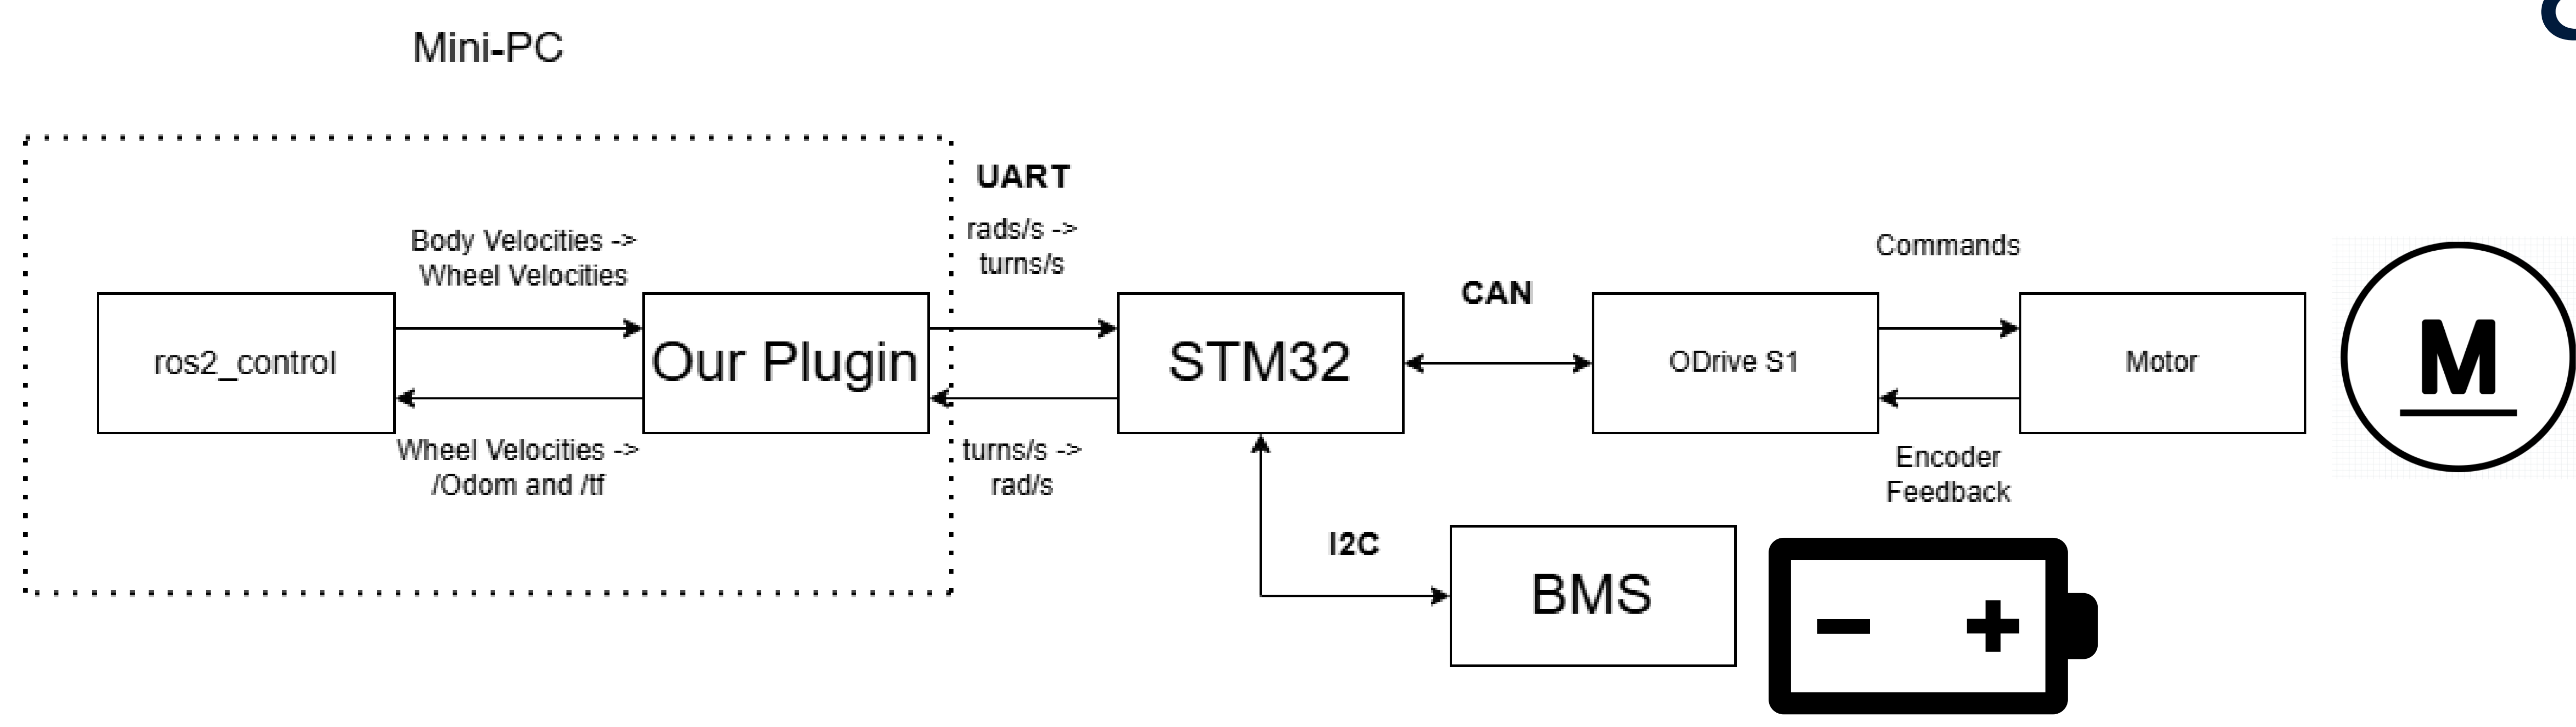 Mini-PC
UART
rads/s ->
turns/s
Body Velocities ->
Wheel Velocities
Commands
CAN
ros2_control
Our Plugin
STM32
ODrive S1
Motor
M
Wheel Velocities ->
/Odom and /tf
turns/s ->
rad/s
Encoder
Feedback
I2C
BMS
- +